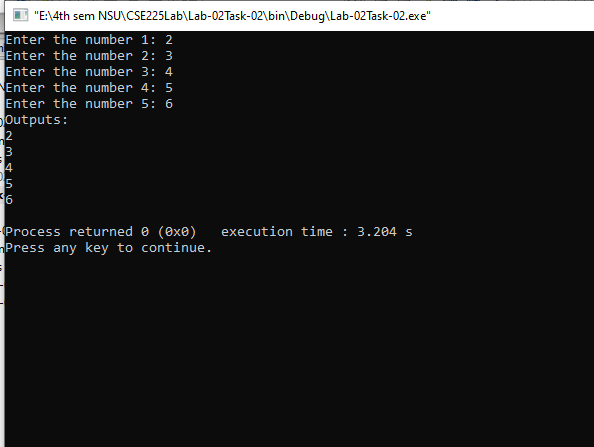 "E:\4th sem NSU\CSE225Lab\Lab-02Task-02\bin\Debug\Lab-02Task-02.exe"
Enter the number 1: 2
Enter the number 2: 3
Enter the number 3: 4
Enter the number 4: 5
Enter the number 5: 6
Outputs:
2
3
4
5
6
Process returned 0 (0x0)   execution time : 3.204 s
Press any key to continue.